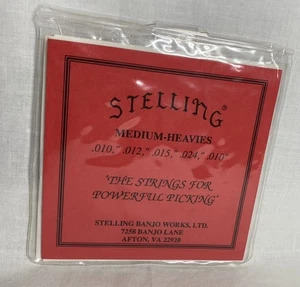 STELLING®
MEDIUM-HEAVIES
.010," .012," .015," .024," .010"
"THE STRINGS FOR
POWERFUL PICKING"
STELLING BANJO WORKS, LTD.
7258 BANJO LANE
AFTON, VA 22920